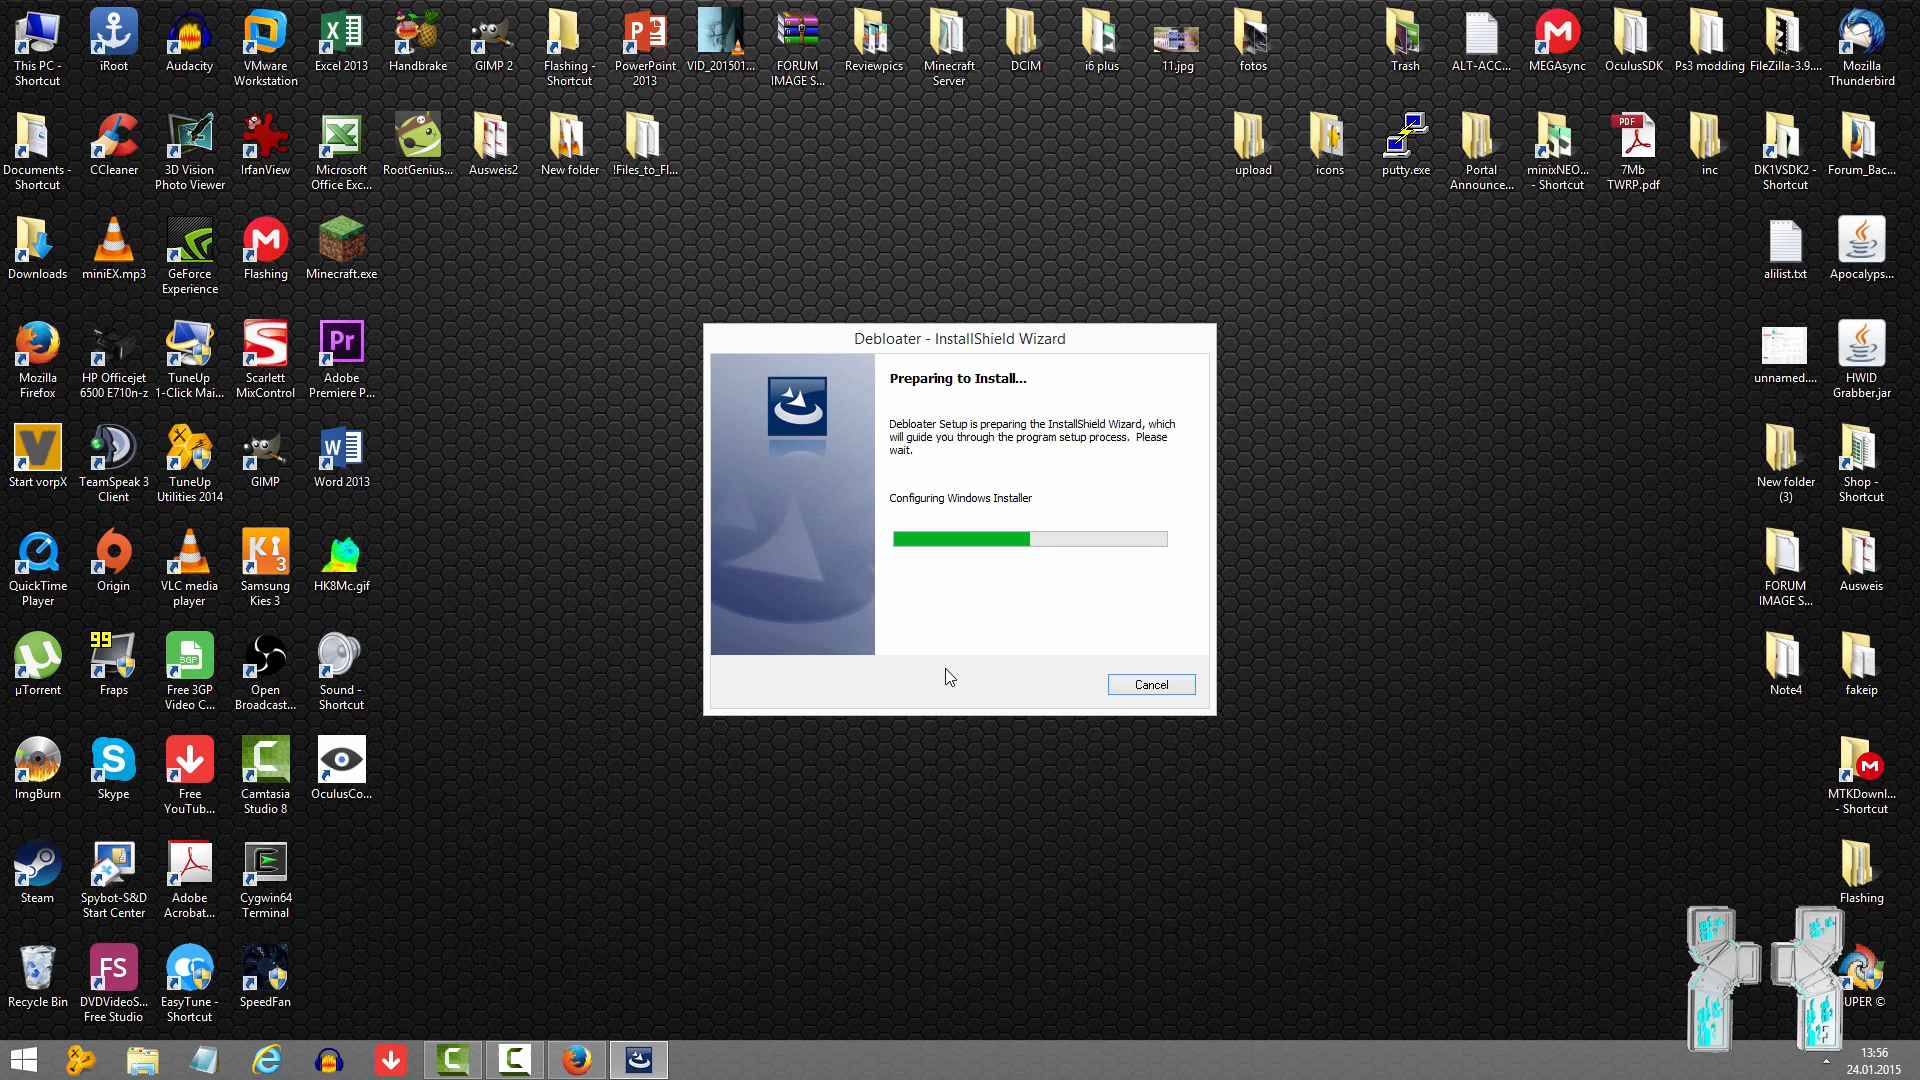 This PC -
Shortcut
iRoot
Audacity
VMware
Workstation
Excel 2013
Handbrake
GIMP 2
Flashing -
Shortcut
PowerPoint
2013
VID_201501...
FORUM
IMAGE S...
Reviewpics
Minecraft
Server
DCIM
i6 plus
11.jpg
fotos
Trash
ALT-ACC...
MEGAsync
OculusSDK
Ps3 modding
FileZilla-3.9....
Mozilla
Thunderbird
Documents -
Shortcut
CCleaner
3D Vision
Photo Viewer
IrfanView
Microsoft
Office Exc...
RootGenius...
Ausweis2
New folder
!Files_to_Fl...
upload
icons
putty.exe
Portal
Announce...
minixNEO...
- Shortcut
PDF
7Mb
TWRP.pdf
inc
DK1VSDK2 -
Shortcut
Forum_Bac...
Downloads
miniEX.mp3
GeForce
Experience
Flashing
Minecraft.exe
alilist.txt
Apocalyps...
Mozilla
Firefox
HP Officejet
6500 E710n-z
TuneUp
1-Click Mai...
Scarlett
MixControl
Pr
Adobe
Premiere P...
unnamed....
HWID
Grabber.jar
Debloater - InstallShield Wizard
Preparing to Install...
Debloater Setup is preparing the InstallShield Wizard, which
will guide you through the program setup process. Please
wait.
Configuring Windows Installer
Cancel
Start vorpX
TeamSpeak 3
Client
TuneUp
Utilities 2014
GIMP
Word 2013
New folder
(3)
Shop -
Shortcut
QuickTime
Player
Origin
VLC media
player
Ki
3
Samsung
Kies 3
HK8Mc.gif
FORUM
IMAGE S...
Ausweis
µTorrent
99
Fraps
3GP
Free 3GP
Video C...
Open
Broadcast...
Sound -
Shortcut
Note4
fakeip
ImgBurn
Skype
Free
YouTub...
Camtasia
Studio 8
OculusCo...
MTKDownl...
- Shortcut
Steam
Spybot-S&D
Start Center
Adobe
Acrobat...
Cygwin64
Terminal
Flashing
Recycle Bin
FS
DVDVideoS...
Free Studio
EasyTune -
Shortcut
SpeedFan
UPER ©
13:56
24.01.2015